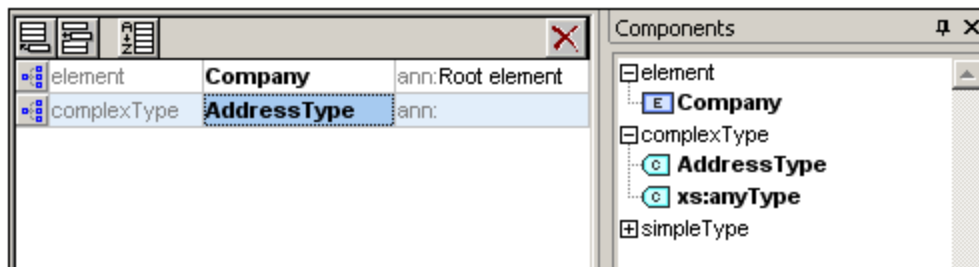 Components
element Company ann: Root element
complexType AddressType ann:
element
E Company
complexType
C AddressType
C xs:anyType
simpleType